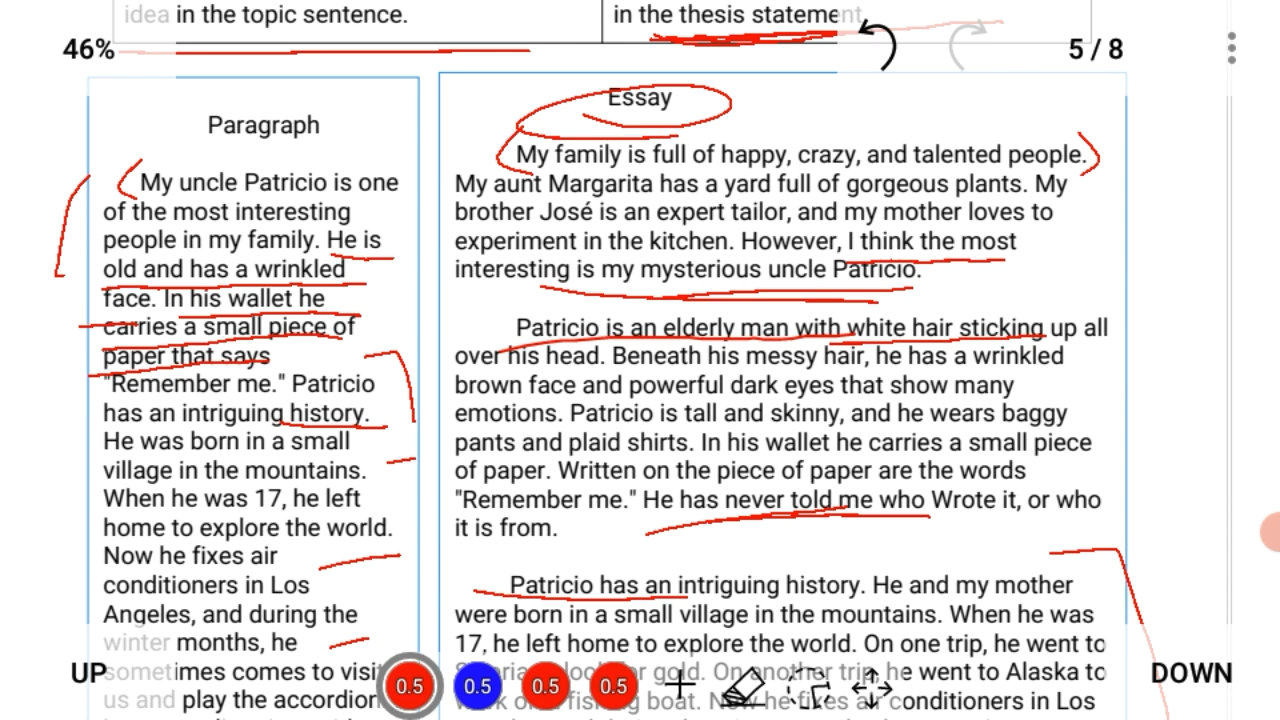 idea in the topic sentence.
in the thesis statement
46%
5 / 8
Paragraph
My uncle Patricio is one
of the most interesting
people in my family. He is
old and has a wrinkled
face. In his wallet he
carries a small piece of
paper that says
"Remember me." Patricio
has an intriguing history.
He was born in a small
village in the mountains.
When he was 17, he left
home to explore the world.
Now he fixes air
conditioners in Los
Angeles, and during the
winter months, he
sometimes comes to visit
us and play the accordion
Essay
My family is full of happy, crazy, and talented people.
My aunt Margarita has a yard full of gorgeous plants. My
brother José is an expert tailor, and my mother loves to
experiment in the kitchen. However, I think the most
interesting is my mysterious uncle Patricio.
Patricio is an elderly man with white hair sticking up all
over his head. Beneath his messy hair, he has a wrinkled
brown face and powerful dark eyes that show many
emotions. Patricio is tall and skinny, and he wears baggy
pants and plaid shirts. In his wallet he carries a small piece
of paper. Written on the piece of paper are the words
"Remember me." He has never told me who Wrote it, or who
it is from.
Patricio has an intriguing history. He and my mother
were born in a small village in the mountains. When he was
17, he left home to explore the world. On one trip, he went to
look for gold. On another trip, he went to Alaska to
fishing boat. Now he fixes air conditioners in Los
UP
0.5
0.5
0.5
0.5
DOWN